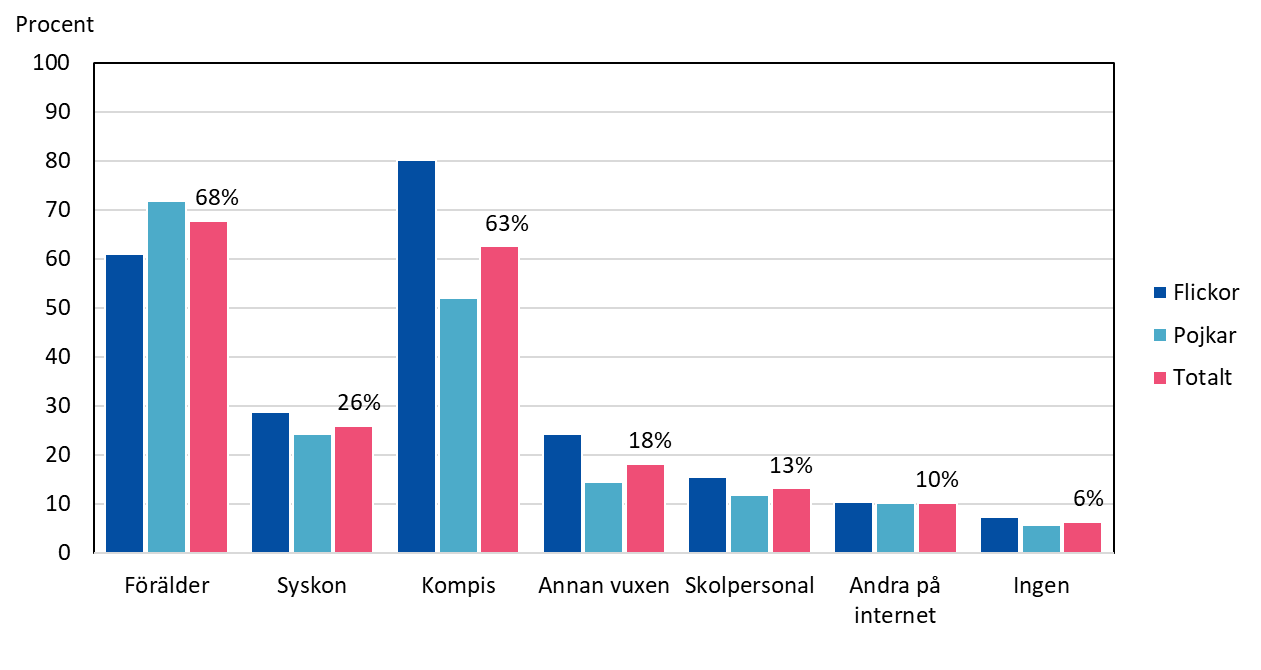 Procent
100
90
80
70
60
50
40
30
20
10
0
68%
26%
63%
18%
13%
10%
6%
Förälder
Syskon
Kompis
Annan vuxen
Skolpersonal
Andra på
internet
Ingen
Flickor
Pojkar
Totalt